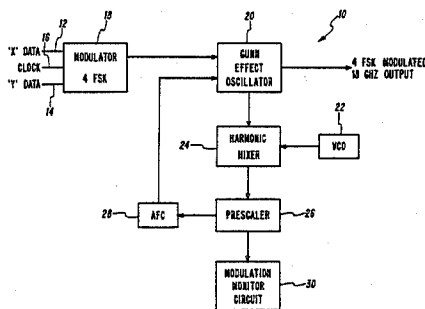 10
16
12
18
20
'X' DATA
CLOCK
'Y' DATA
14
MODULATOR
4 FSK
GUNN
EFFECT
OSCILLATOR
4 FSK MODULATED
18 GHZ OUTPUT
22
24
HARMONIC
MIXER
VCO
28
AFC
PRESCALER
26
MODULATION
MONITOR
CIRCUIT
30